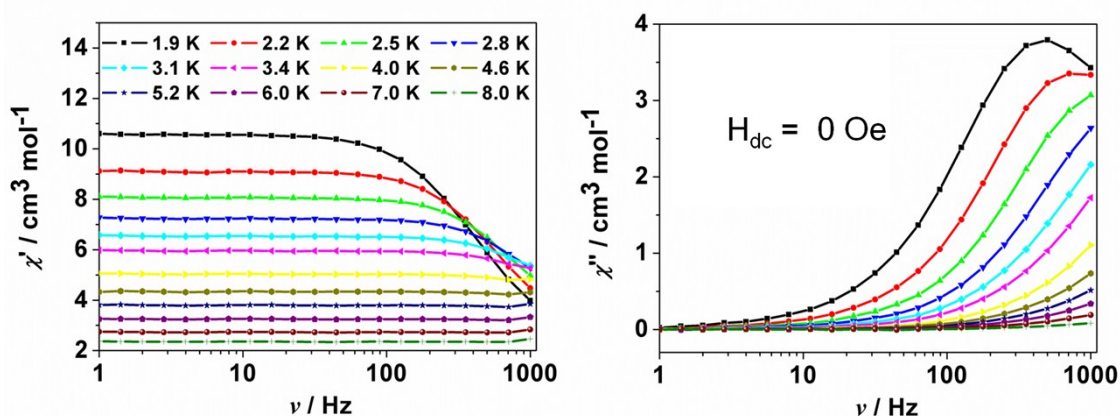 14
12
10
8
6
4
2
χ' / cm³ mol⁻¹
1.9 K 2.2 K 2.5 K 2.8 K
3.1 K 3.4 K 4.0 K 4.6 K
5.2 K 6.0 K 7.0 K 8.0 K
1 10 100 1000
ν / Hz
4
3
2
1
0
χ'' / cm³ mol⁻¹
H_dc = 0 Oe
1 10 100 1000
ν / Hz